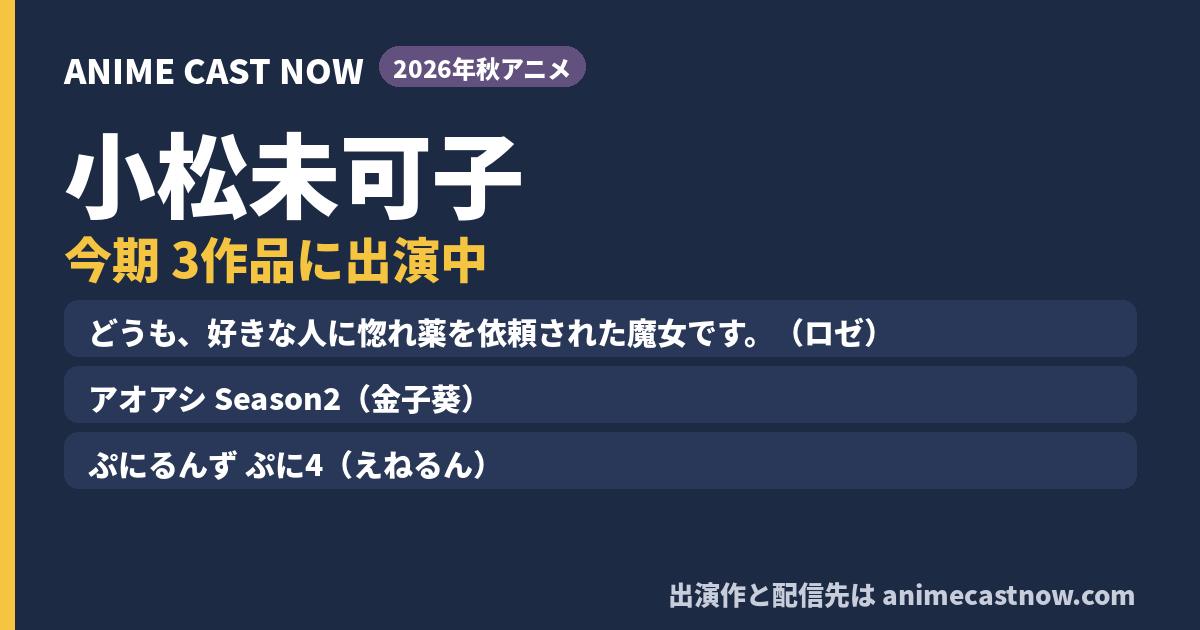 ANIME CAST NOW 2026年秋アニメ
小松未可子
今期 3作品に出演中
どうも、好きな人に惚れ薬を依頼された魔女です。（ロゼ）
アオアシ Season2（金子葵）
ぷにるんず ぷに4（えねるん）
出演作と配信先は animecastnow.com